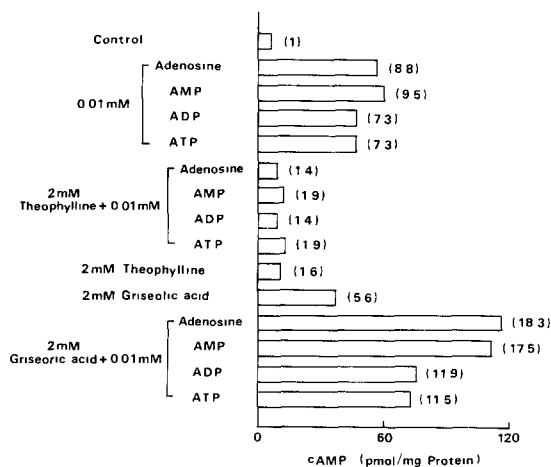 Control (1)
0 01mM
Adenosine (88)
AMP (95)
ADP (73)
ATP (73)
2mM
Theophylline + 0 01mM
Adenosine (14)
AMP (19)
ADP (14)
ATP (19)
2mM Theophylline (16)
2mM Griseolic acid (56)
2mM
Griseoric acid + 0 01mM
Adenosine (183)
AMP (175)
ADP (119)
ATP (115)
0 60 120
cAMP (pmol/mg Protein)